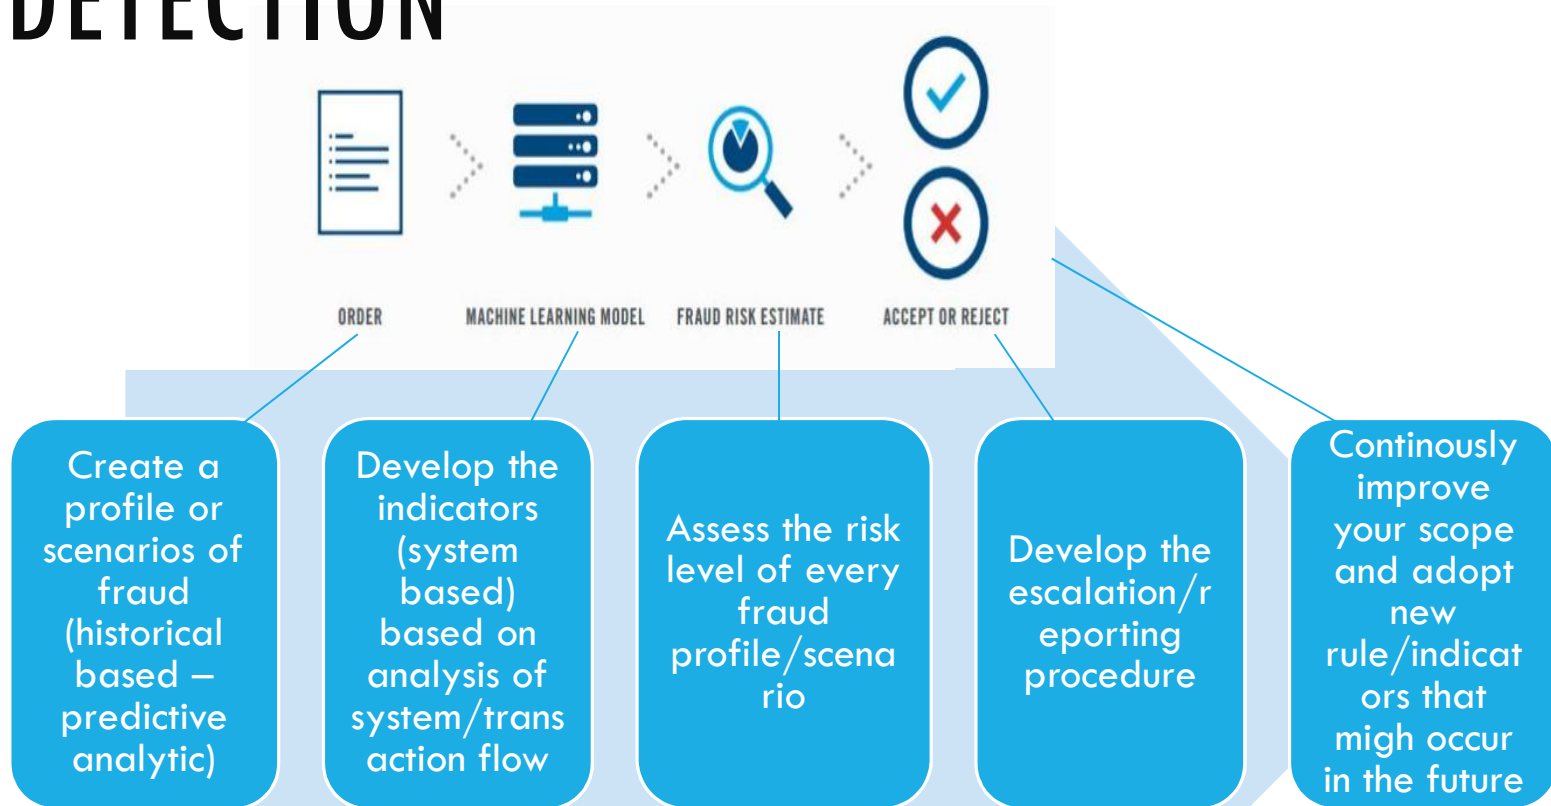 DETECTION
ORDER
MACHINE LEARNING MODEL
FRAUD RISK ESTIMATE
ACCEPT OR REJECT
Create a
profile or
scenarios of
fraud
(historical
based –
predictive
analytic)
Develop the
indicators
(system
based)
based on
analysis of
system/trans
action flow
Assess the risk
level of every
fraud
profile/scena
rio
Develop the
escalation/r
eporting
procedure
Continously
improve
your scope
and adopt
new
rule/indicat
ors that
migh occur
in the future